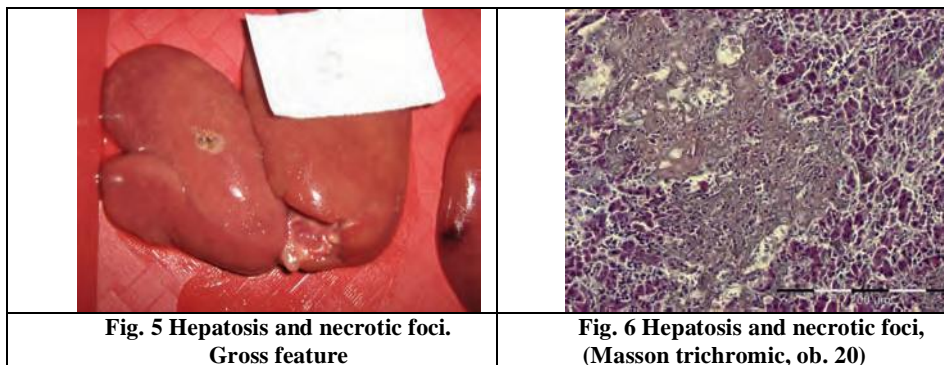 Fig. 5 Hepatosis and necrotic foci.
Gross feature
Fig. 6 Hepatosis and necrotic foci,
(Masson trichromic, ob. 20)